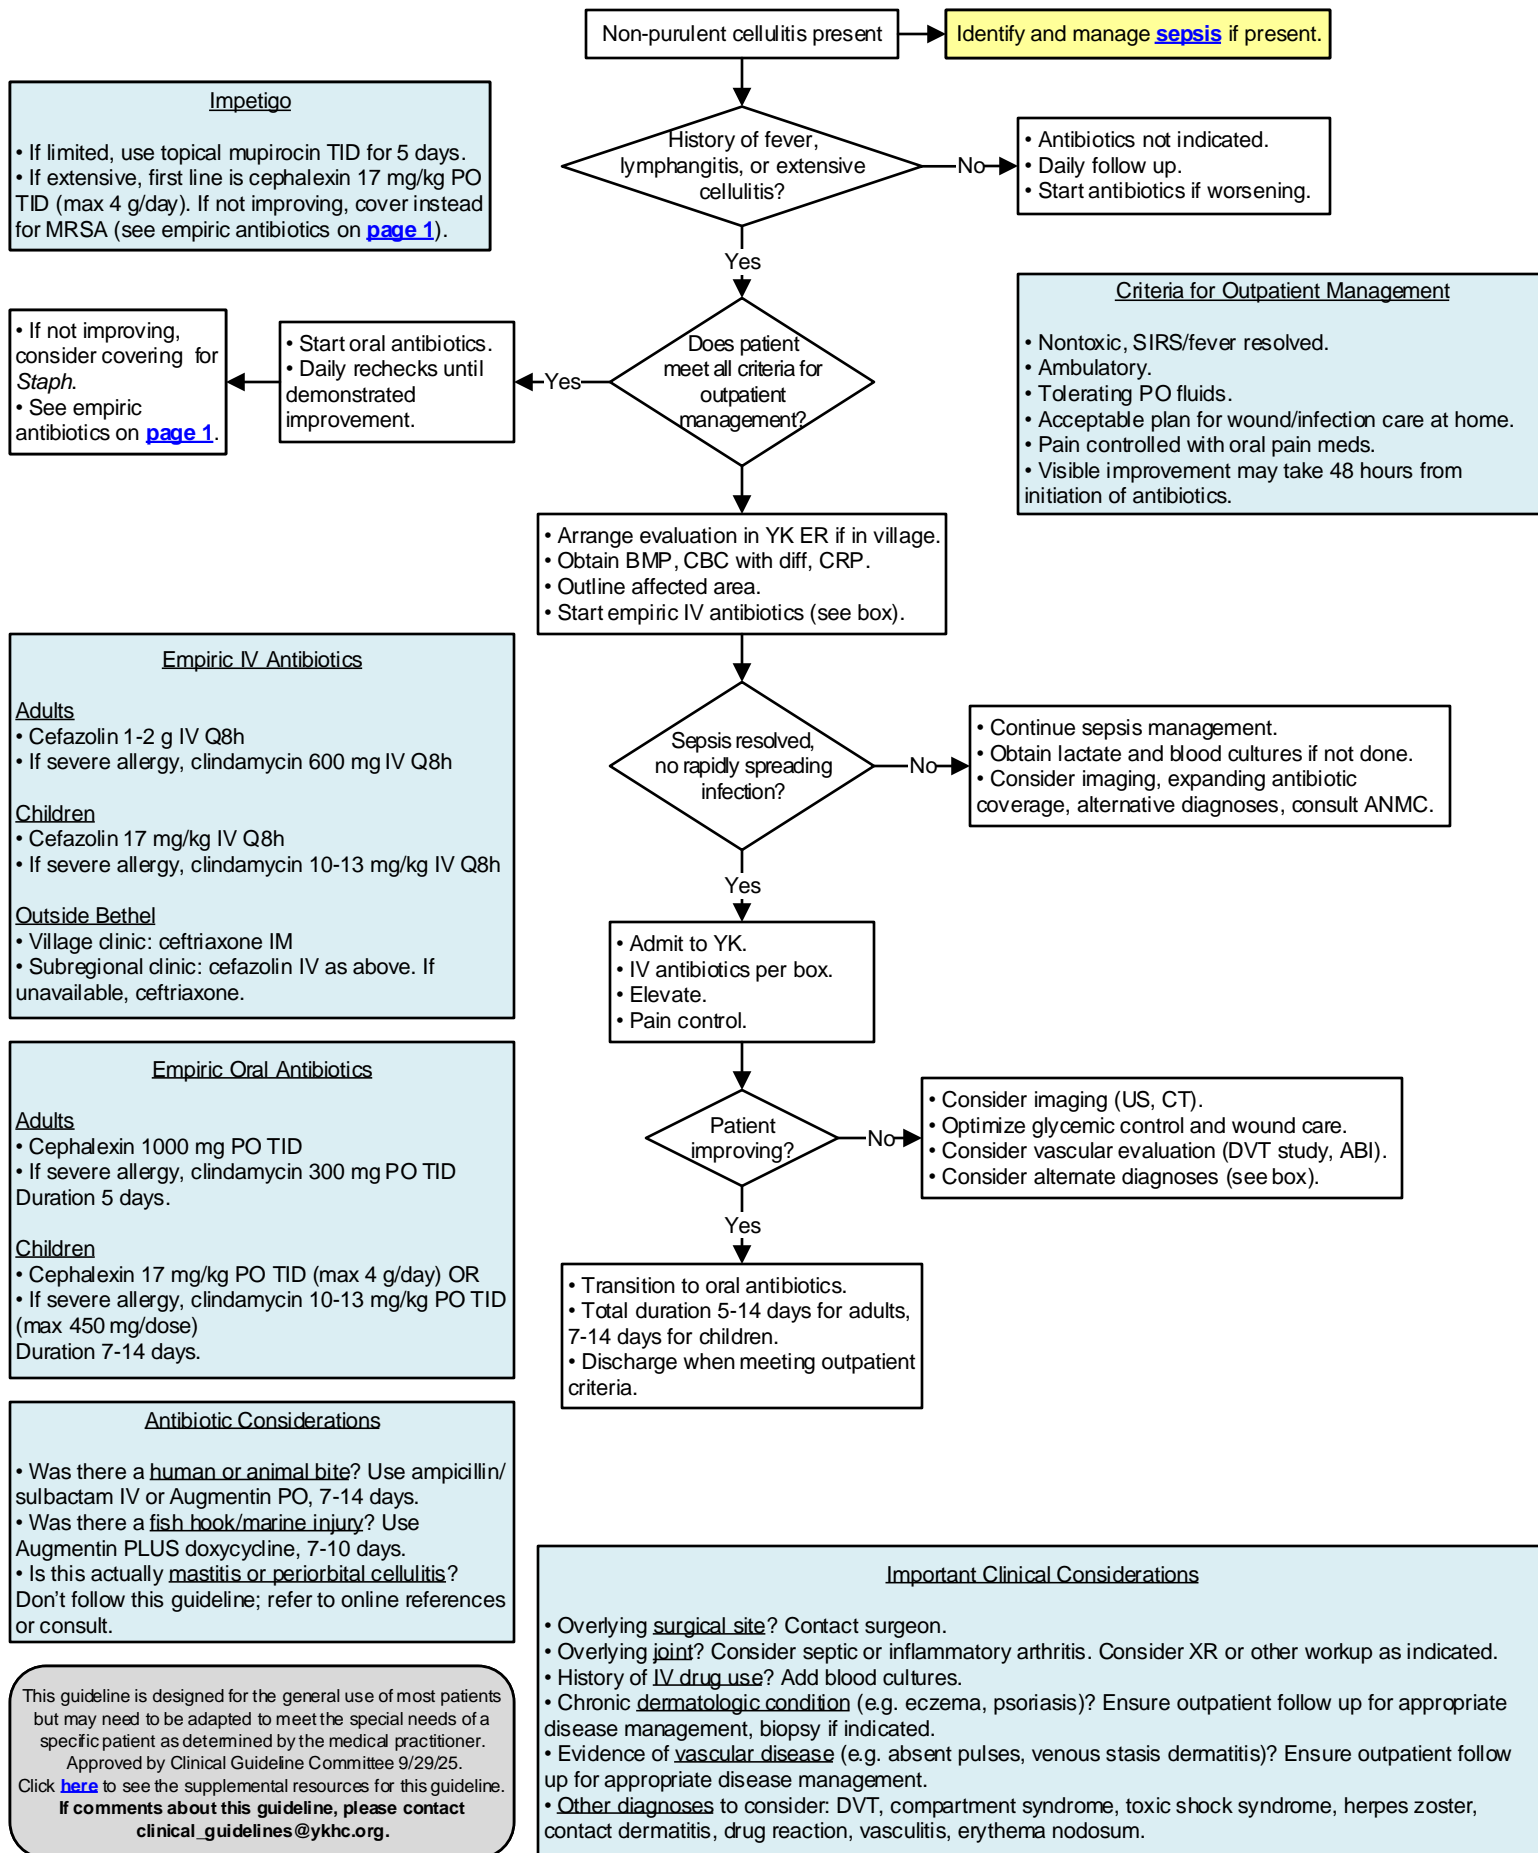 Non-purulent cellulitis present
Identify and manage sepsis if present.
Impetigo
• If limited, use topical mupirocin TID for 5 days.
• If extensive, first line is cephalexin 17 mg/kg PO
TID (max 4 g/day). If not improving, cover instead
for MRSA (see empiric antibiotics on page 1).
History of fever,
lymphangitis, or extensive
cellulitis?
No
• Antibiotics not indicated.
• Daily follow up.
• Start antibiotics if worsening.
Yes
Criteria for Outpatient Management
• Nontoxic, SIRS/fever resolved.
• Ambulatory.
• Tolerating PO fluids.
• Acceptable plan for wound/infection care at home.
• Pain controlled with oral pain meds.
• Visible improvement may take 48 hours from
initiation of antibiotics.
Does patient
meet all criteria for
outpatient
management?
Yes
• Start oral antibiotics.
• Daily rechecks until
demonstrated
improvement.
• If not improving,
consider covering for
Staph.
• See empiric
antibiotics on page 1.
• Arrange evaluation in YK ER if in village.
• Obtain BMP, CBC with diff, CRP.
• Outline affected area.
• Start empiric IV antibiotics (see box).
Empiric IV Antibiotics
Adults
• Cefazolin 1-2 g IV Q8h
• If severe allergy, clindamycin 600 mg IV Q8h
Children
• Cefazolin 17 mg/kg IV Q8h
• If severe allergy, clindamycin 10-13 mg/kg IV Q8h
Outside Bethel
• Village clinic: ceftriaxone IM
• Subregional clinic: cefazolin IV as above. If
unavailable, ceftriaxone.
Sepsis resolved,
no rapidly spreading
infection?
No
• Continue sepsis management.
• Obtain lactate and blood cultures if not done.
• Consider imaging, expanding antibiotic
coverage, alternative diagnoses, consult ANMC.
Yes
• Admit to YK.
• IV antibiotics per box.
• Elevate.
• Pain control.
Empiric Oral Antibiotics
Adults
• Cephalexin 1000 mg PO TID
• If severe allergy, clindamycin 300 mg PO TID
Duration 5 days.
Children
• Cephalexin 17 mg/kg PO TID (max 4 g/day) OR
• If severe allergy, clindamycin 10-13 mg/kg PO TID
(max 450 mg/dose)
Duration 7-14 days.
Patient
improving?
No
• Consider imaging (US, CT).
• Optimize glycemic control and wound care.
• Consider vascular evaluation (DVT study, ABI).
• Consider alternate diagnoses (see box).
Yes
• Transition to oral antibiotics.
• Total duration 5-14 days for adults,
7-14 days for children.
• Discharge when meeting outpatient
criteria.
Antibiotic Considerations
• Was there a human or animal bite? Use ampicillin/
sulbactam IV or Augmentin PO, 7-14 days.
• Was there a fish hook/marine injury? Use
Augmentin PLUS doxycycline, 7-10 days.
• Is this actually mastitis or periorbital cellulitis?
Don't follow this guideline; refer to online references
or consult.
Important Clinical Considerations
• Overlying surgical site? Contact surgeon.
• Overlying joint? Consider septic or inflammatory arthritis. Consider XR or other workup as indicated.
• History of IV drug use? Add blood cultures.
• Chronic dermatologic condition (e.g. eczema, psoriasis)? Ensure outpatient follow up for appropriate
disease management, biopsy if indicated.
• Evidence of vascular disease (e.g. absent pulses, venous stasis dermatitis)? Ensure outpatient follow
up for appropriate disease management.
• Other diagnoses to consider: DVT, compartment syndrome, toxic shock syndrome, herpes zoster,
contact dermatitis, drug reaction, vasculitis, erythema nodosum.
This guideline is designed for the general use of most patients
but may need to be adapted to meet the special needs of a
specific patient as determined by the medical practitioner.
Approved by Clinical Guideline Committee 9/29/25.
Click here to see the supplemental resources for this guideline.
If comments about this guideline, please contact
clinical_guidelines@ykhc.org.